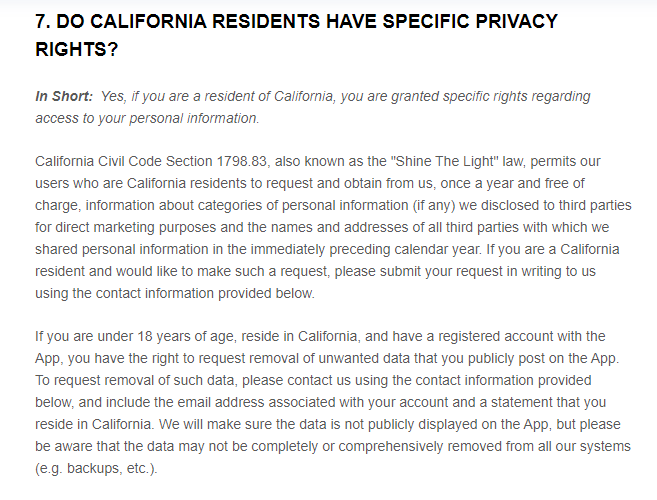 7. DO CALIFORNIA RESIDENTS HAVE SPECIFIC PRIVACY
RIGHTS?
In Short:  Yes, if you are a resident of California, you are granted specific rights regarding
access to your personal information.
California Civil Code Section 1798.83, also known as the "Shine The Light" law, permits our
users who are California residents to request and obtain from us, once a year and free of
charge, information about categories of personal information (if any) we disclosed to third parties
for direct marketing purposes and the names and addresses of all third parties with which we
shared personal information in the immediately preceding calendar year. If you are a California
resident and would like to make such a request, please submit your request in writing to us
using the contact information provided below.
If you are under 18 years of age, reside in California, and have a registered account with the
App, you have the right to request removal of unwanted data that you publicly post on the App.
To request removal of such data, please contact us using the contact information provided
below, and include the email address associated with your account and a statement that you
reside in California. We will make sure the data is not publicly displayed on the App, but please
be aware that the data may not be completely or comprehensively removed from all our systems
(e.g. backups, etc.).